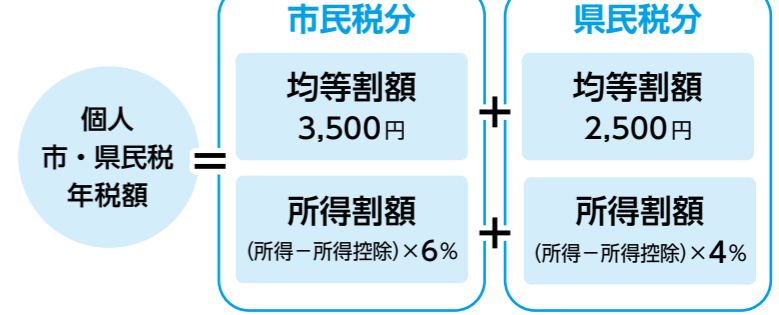 個人
市・県民税
年税額
=
市民税分
均等割額
3,500円
所得割額
(所得－所得控除)×6%
+
+
県民税分
均等割額
2,500円
所得割額
(所得－所得控除)×4%